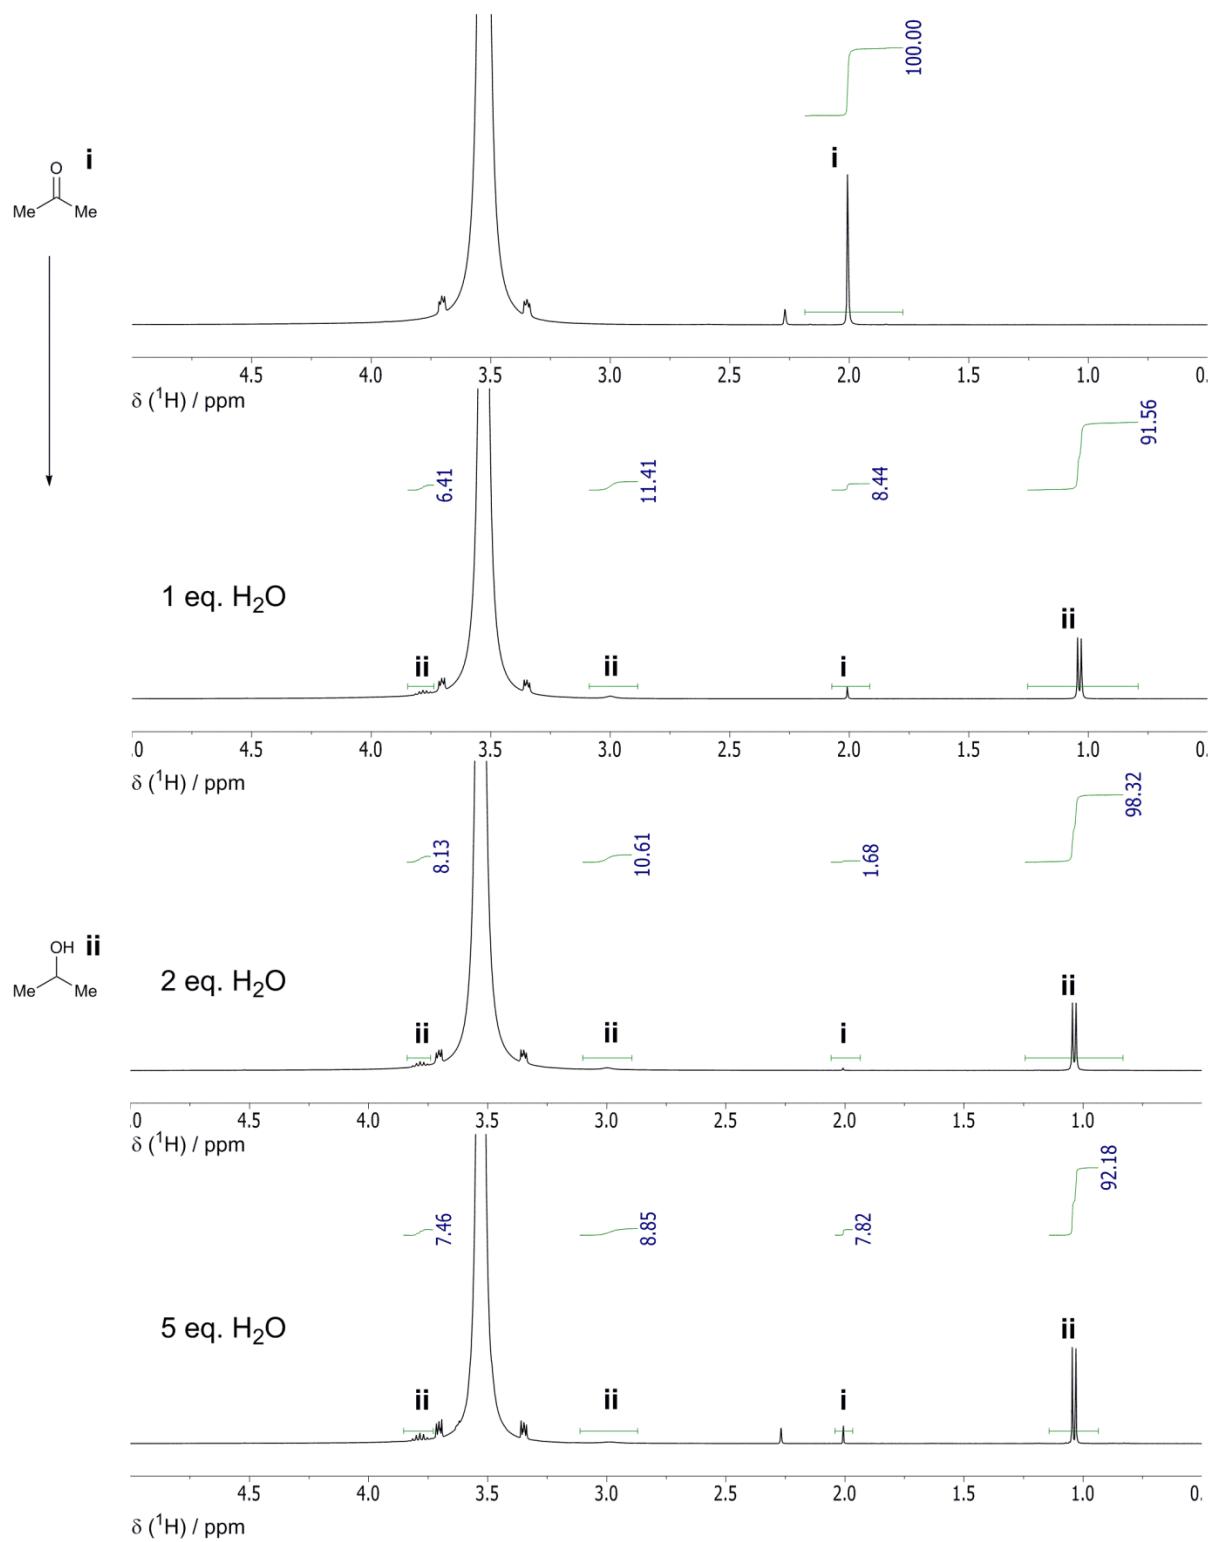 100.00
i
O i
Me Me
4.5 4.0 3.5 3.0 2.5 2.0 1.5 1.0 0.
δ (¹H) / ppm
6.41 11.41 8.44 91.56
1 eq. H₂O
ii ii i ii
.0 4.5 4.0 3.5 3.0 2.5 2.0 1.5 1.0 0.
δ (¹H) / ppm
8.13 10.61 1.68 98.32
OH ii
Me Me
2 eq. H₂O
ii ii i ii
.0 4.5 4.0 3.5 3.0 2.5 2.0 1.5 1.0 0.
δ (¹H) / ppm
7.46 8.85 7.82 92.18
5 eq. H₂O
ii ii i ii
4.5 4.0 3.5 3.0 2.5 2.0 1.5 1.0 0.
δ (¹H) / ppm